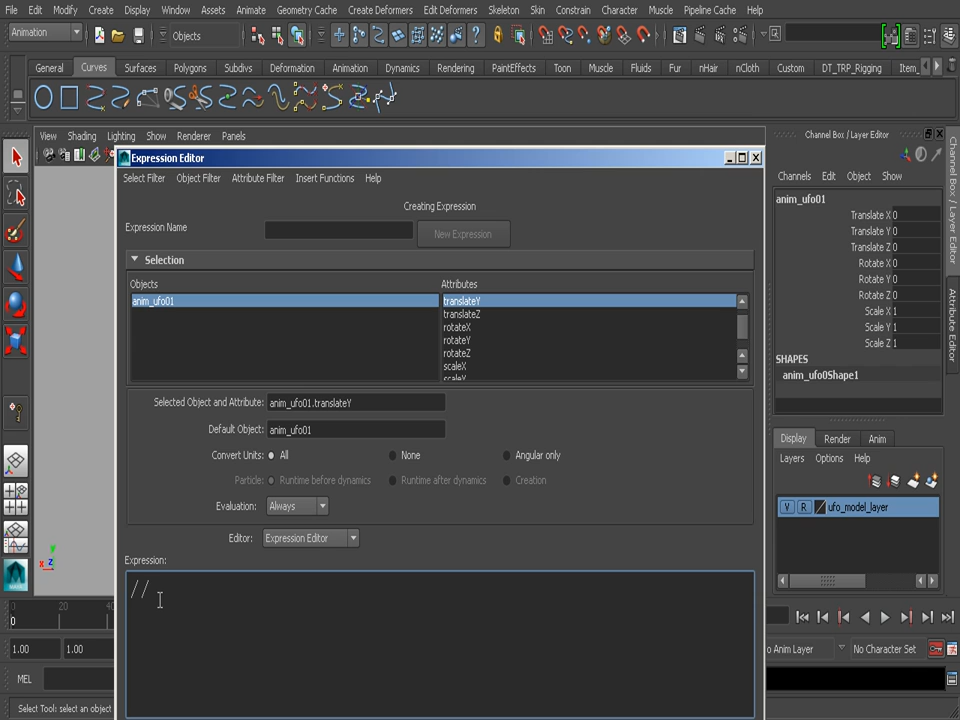 File Edit Modify Create Display Window Assets Animate Geometry Cache Create Deformers Edit Deformers Skeleton Skin Constrain Character Muscle Pipeline Cache Help
Animation Objects
General Curves Surfaces Polygons Subdivs Deformation Animation Dynamics Rendering PaintEffects Toon Muscle Fluids Fur nHair nCloth Custom DT_TRP_Rigging Item_
View Shading Lighting Show Renderer Panels
Channel Box / Layer Editor
Expression Editor
Select Filter Object Filter Attribute Filter Insert Functions Help
Channels Edit Object Show
Creating Expression
Expression Name New Expression
Selection
Objects Attributes
anim_ufo01 translateY
translateZ
rotateX
rotateY
rotateZ
scaleX
scaleY
Selected Object and Attribute: anim_ufo01.translateY
Default Object: anim_ufo01
Convert Units: All None Angular only
Particle: Runtime before dynamics Runtime after dynamics Creation
Evaluation: Always
Editor: Expression Editor
Expression:
//
anim_ufo01
Translate X 0
Translate Y 0
Translate Z 0
Rotate X 0
Rotate Y 0
Rotate Z 0
Scale X 1
Scale Y 1
Scale Z 1
SHAPES
anim_ufo0Shape1
Channel Box / Layer Editor
Attribute Editor
Display Render Anim
Layers Options Help
V R ufo_model_layer
y
x z
0 20
0
1.00 1.00
o Anim Layer No Character Set
MEL
Select Tool: select an object